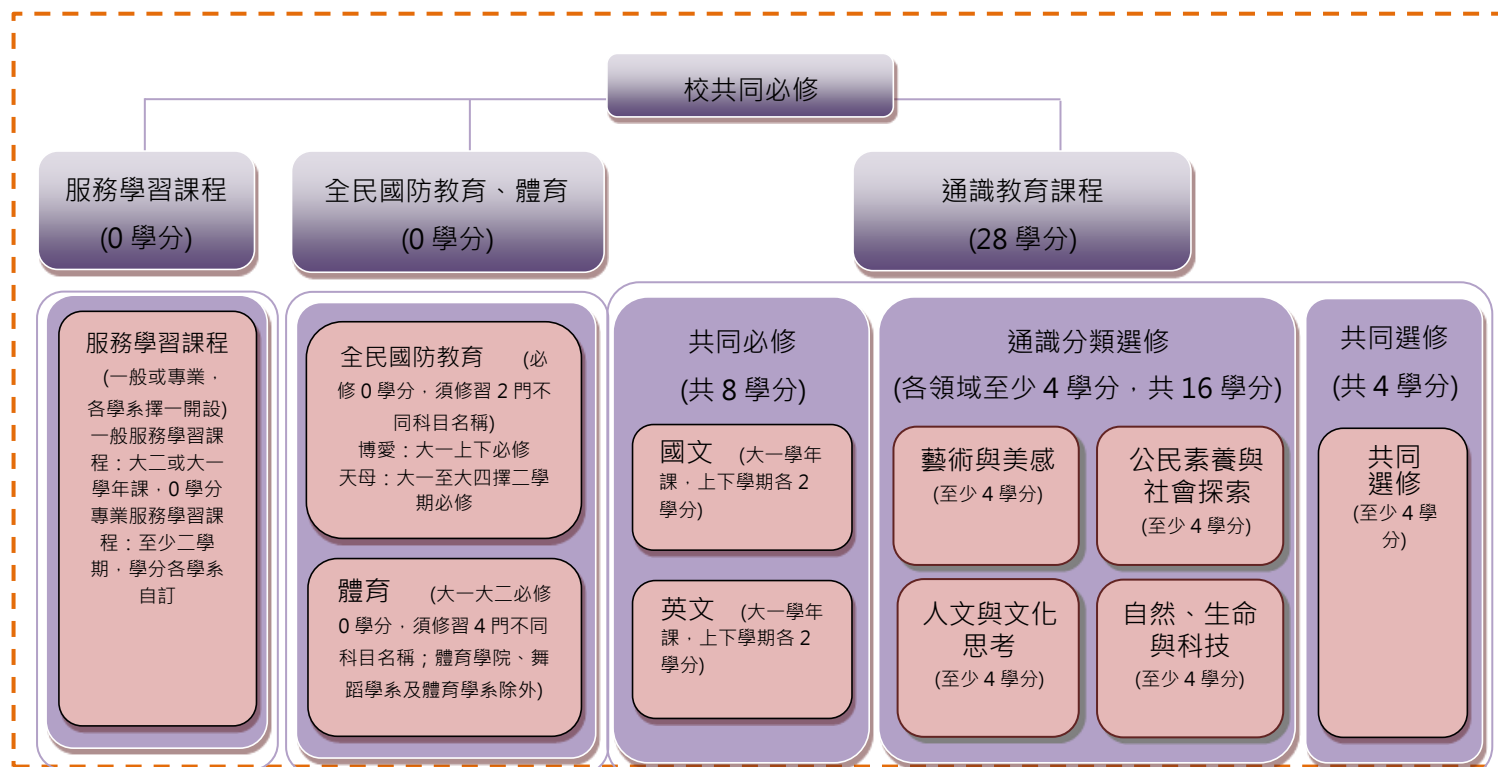 校共同必修
服務學習課程
(0 學分)
全民國防教育、體育
(0 學分)
通識教育課程
(28 學分)
服務學習課程
(一般或專業，
各學系擇一開設)
一般服務學習課
程：大二或大一
學年課，0 學分
專業服務學習課
程：至少二學
期，學分各學系
自訂
全民國防教育 (必
修 0 學分，須修習 2 門不
同科目名稱)
博愛：大一上下必修
天母：大一至大四擇二學
期必修
體育 (大一大二必修
0 學分，須修習 4 門不同
科目名稱；體育學院、舞
蹈學系及體育學系除外)
共同必修
(共 8 學分)
國文 (大一學年
課，上下學期各 2
學分)
英文 (大一學年
課，上下學期各 2
學分)
通識分類選修
(各領域至少 4 學分，共 16 學分)
藝術與美感
(至少 4 學分)
公民素養與
社會探索
(至少 4 學分)
人文與文化
思考
(至少 4 學分)
自然、生命
與科技
(至少 4 學分)
共同選修
(共 4 學分)
共同
選修
(至少 4 學
分)